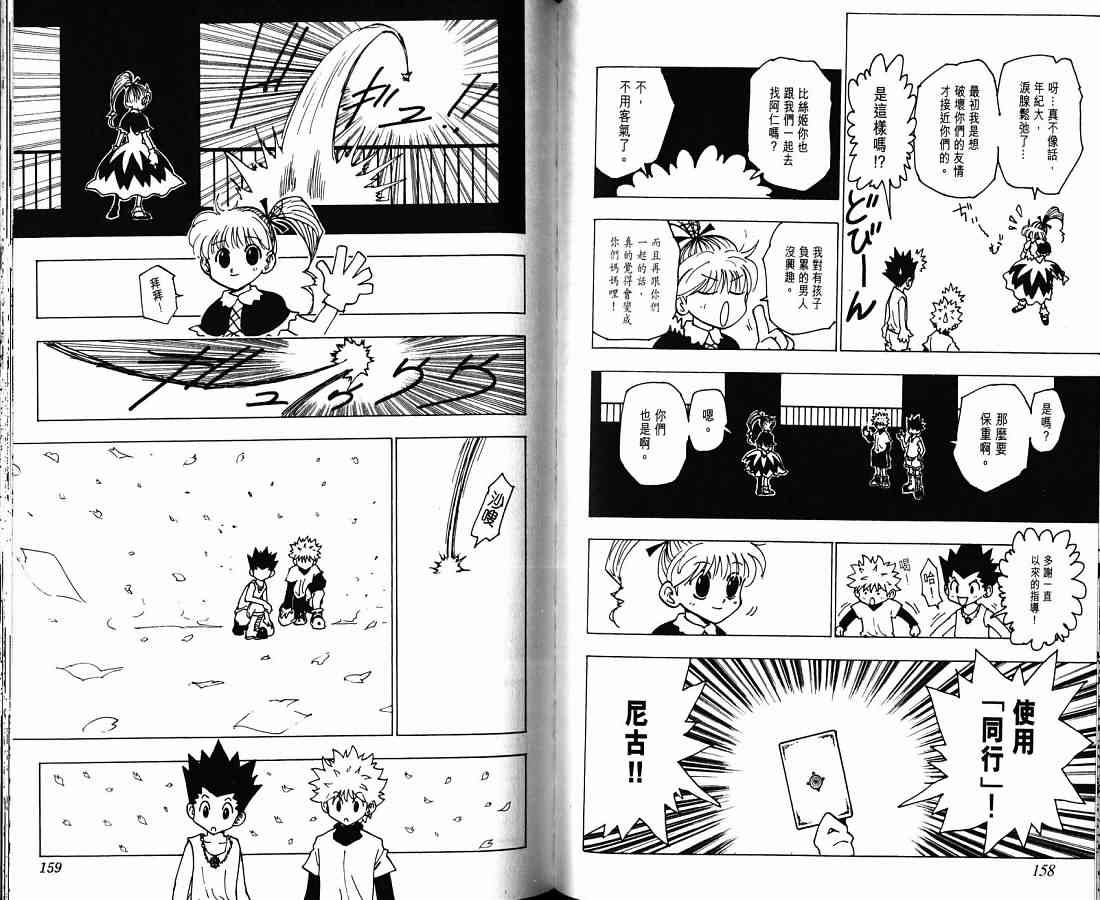 呀…真不像話，
年紀大，
淚腺鬆弛了…
最初我是想
破壞你們的友情
才接近你們的。
是這樣嗎!?
どびーん
比絲姬你也
跟我們一起去
找阿仁嗎？
不，
不用客氣了。
我對有孩子
負累的男人
沒興趣。
而且再跟你們
一起的話，
真的覺得會變成
你們媽媽哩！
是嗎？
那麼要
保重啊。
嗯。
你們
也是啊。
多謝一直
以來的指導！
哈！
喝！
使用
「同行」！
尼古!!
158
拜拜！
沙嗖
159